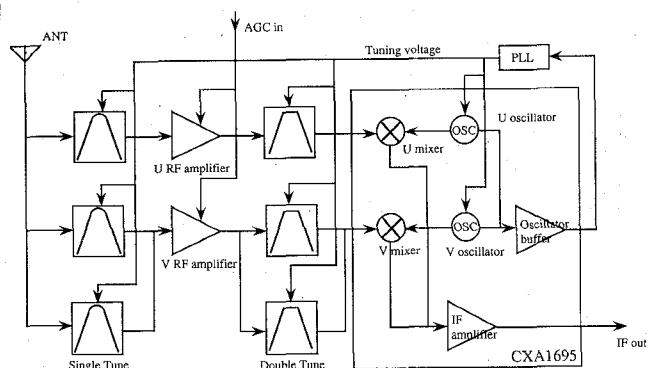 ANT
AGC in
Tuning voltage
PLL
OSC
U oscillator
U mixer
U RF amplifier
OSC
Oscillator
buffer
V mixer
V oscillator
V RF amplifier
IF
amplifier
IF out
CXA1695
Single Tune
Double Tune